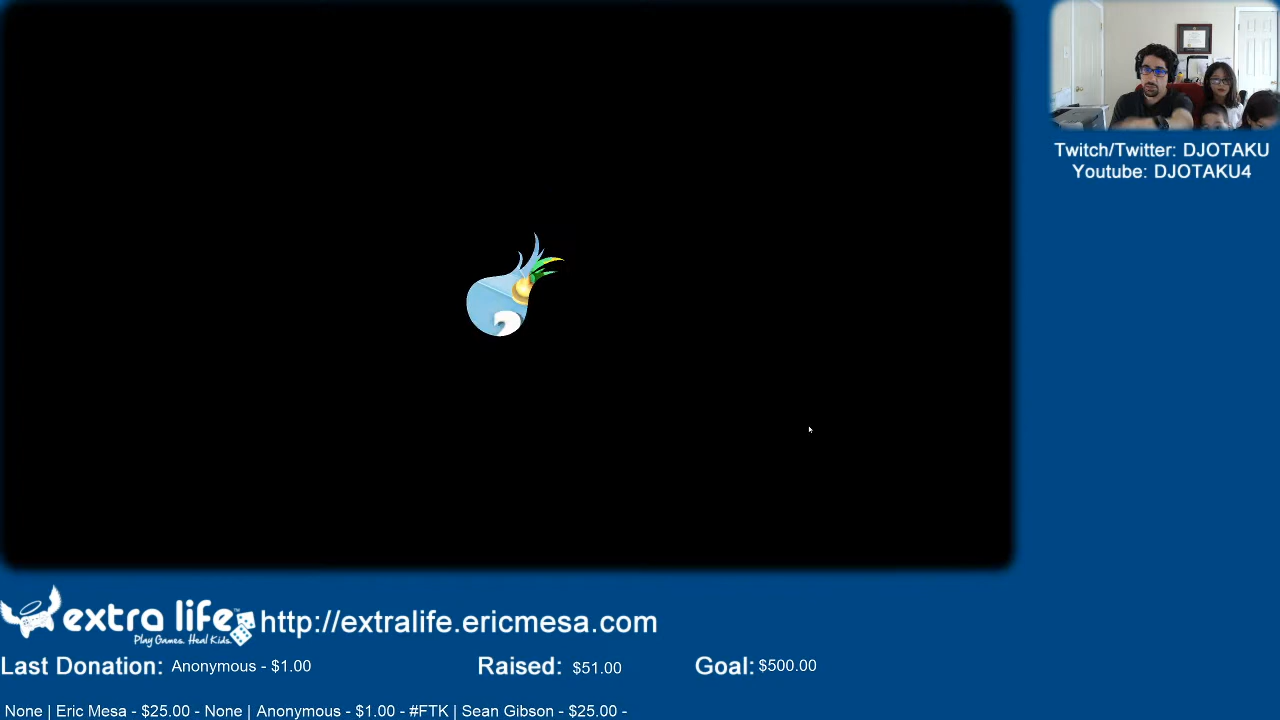 Twitch/Twitter: DJOTAKU
Youtube: DJOTAKU4
extra life
Play Games. Heal Kids.
http://extralife.ericmesa.com
Last Donation: Anonymous - $1.00
Raised: $51.00
Goal: $500.00
None | Eric Mesa - $25.00 - None | Anonymous - $1.00 - #FTK | Sean Gibson - $25.00 -